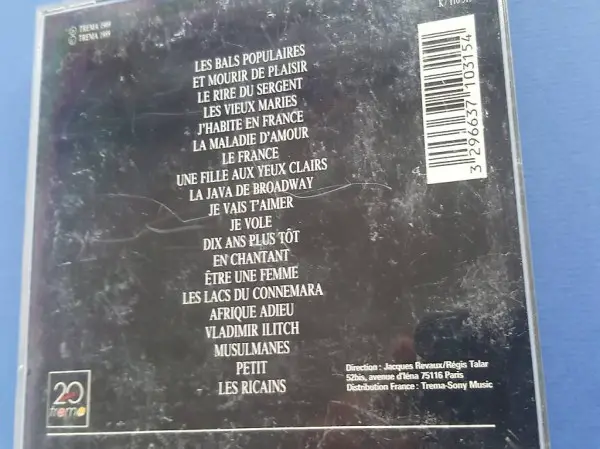 ℗ TREMA 1989
© TREMA 1989
LES BALS POPULAIRES
ET MOURIR DE PLAISIR
LE RIRE DU SERGENT
LES VIEUX MARIES
J'HABITE EN FRANCE
LA MALADIE D'AMOUR
LE FRANCE
UNE FILLE AUX YEUX CLAIRS
LA JAVA DE BROADWAY
JE VAIS T'AIMER
JE VOLE
DIX ANS PLUS TÔT
EN CHANTANT
ÊTRE UNE FEMME
LES LACS DU CONNEMARA
AFRIQUE ADIEU
VLADIMIR ILITCH
MUSULMANES
PETIT
LES RICAINS
3 296637 103154
20
trema
Direction : Jacques Revaux/Régis Talar
52bis, avenue d'Iéna 75116 Paris
Distribution France : Trema-Sony Music